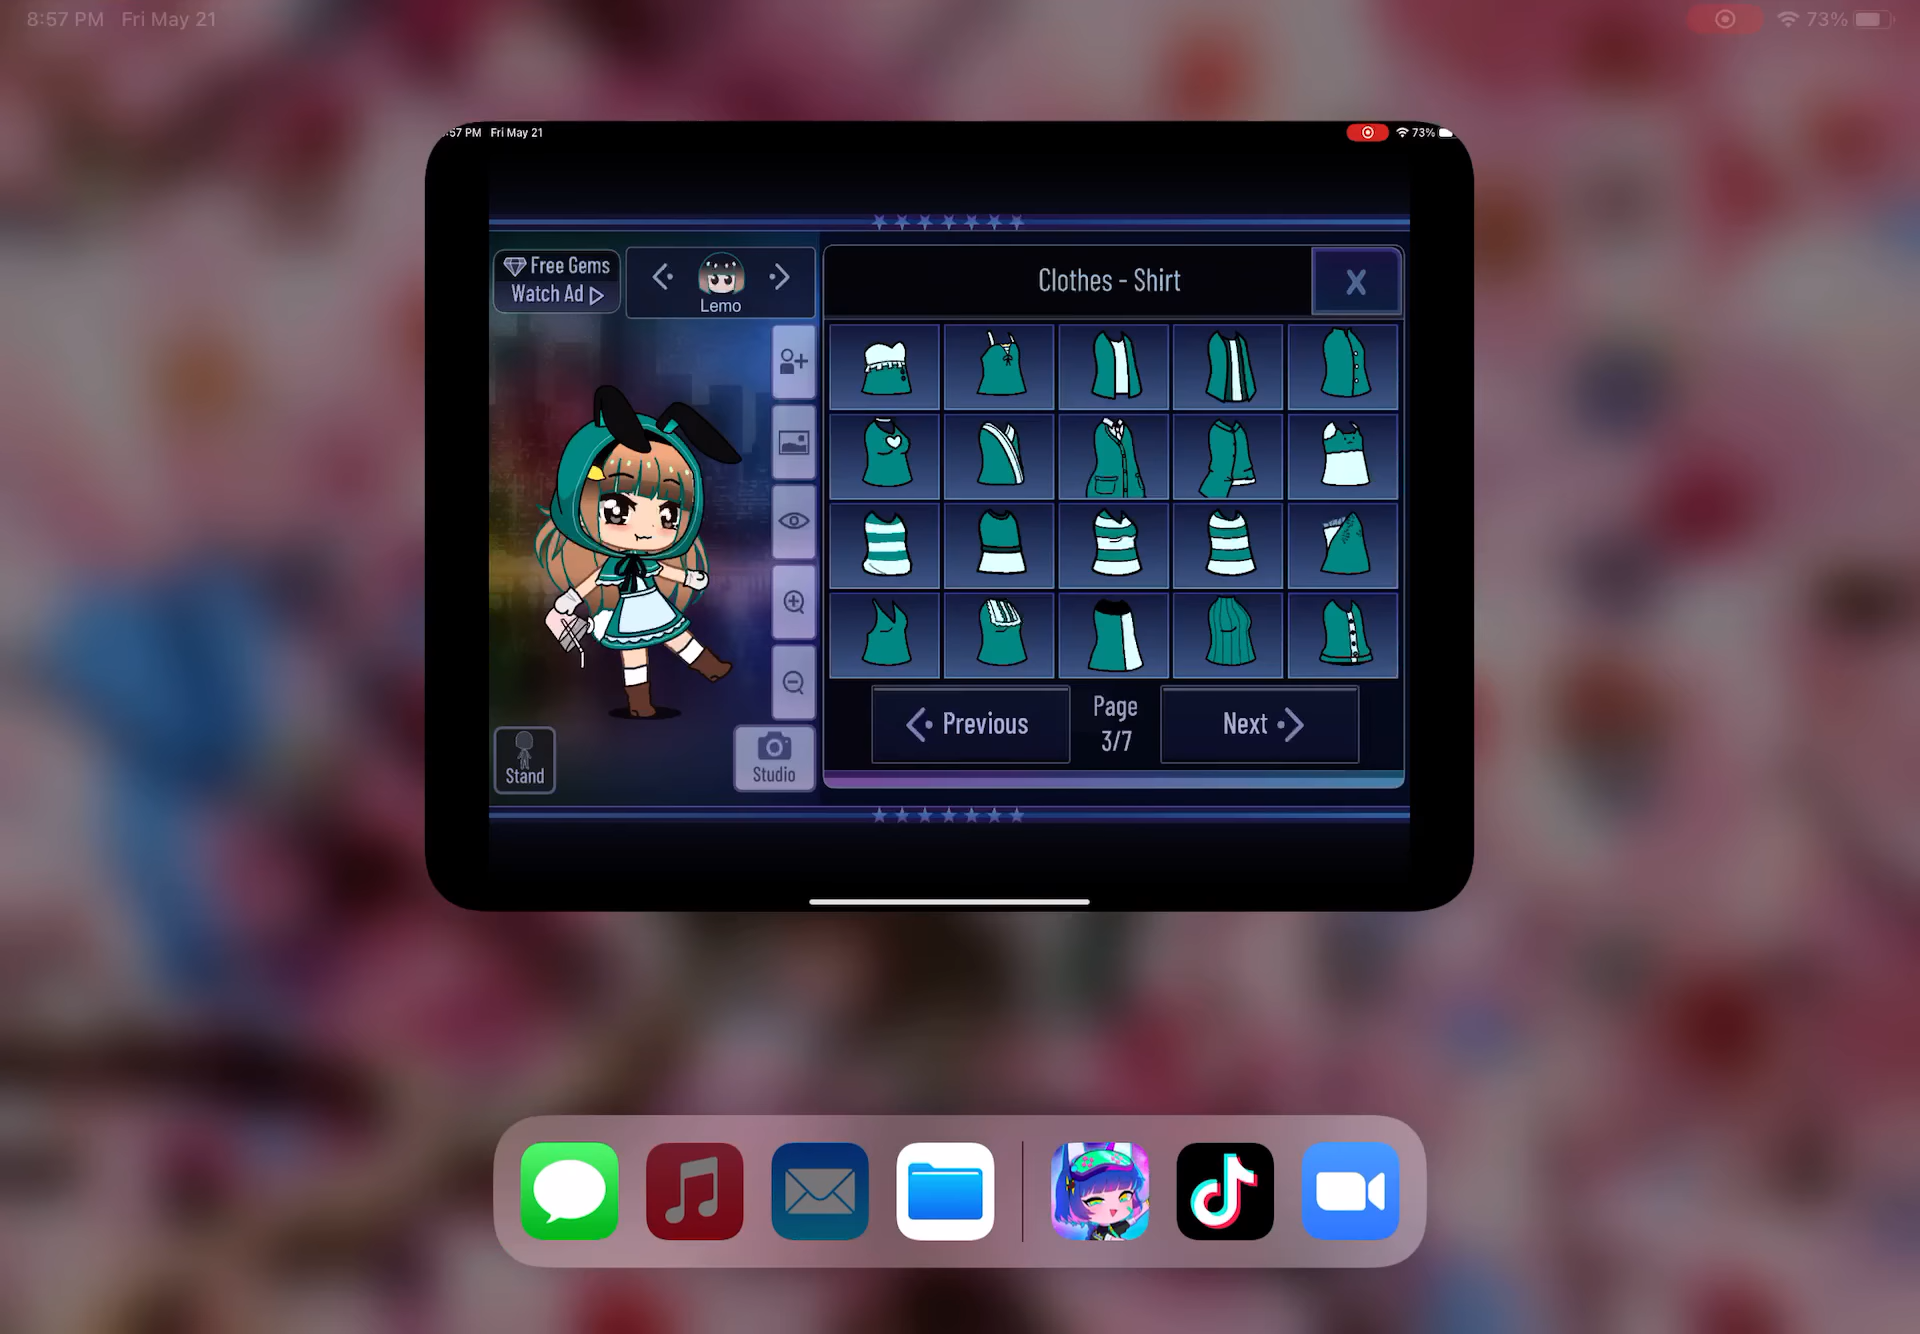 8:57 PM Fri May 21
73%
:57 PM Fri May 21
73%
Free Gems
Watch Ad
Lemo
Clothes - Shirt
X
Stand
Studio
Previous
Page
3/7
Next